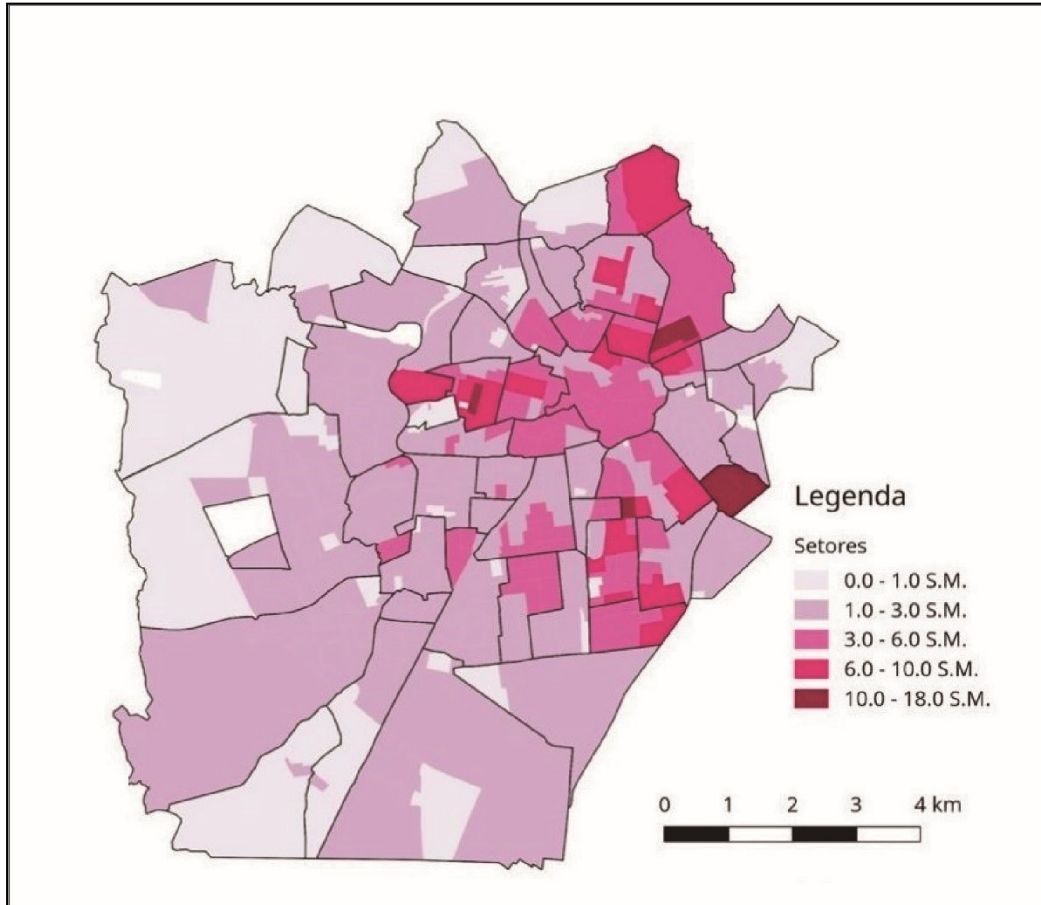 Legenda
Setores
0.0 - 1.0 S.M.
1.0 - 3.0 S.M.
3.0 - 6.0 S.M.
6.0 - 10.0 S.M.
10.0 - 18.0 S.M.
0 1 2 3 4 km